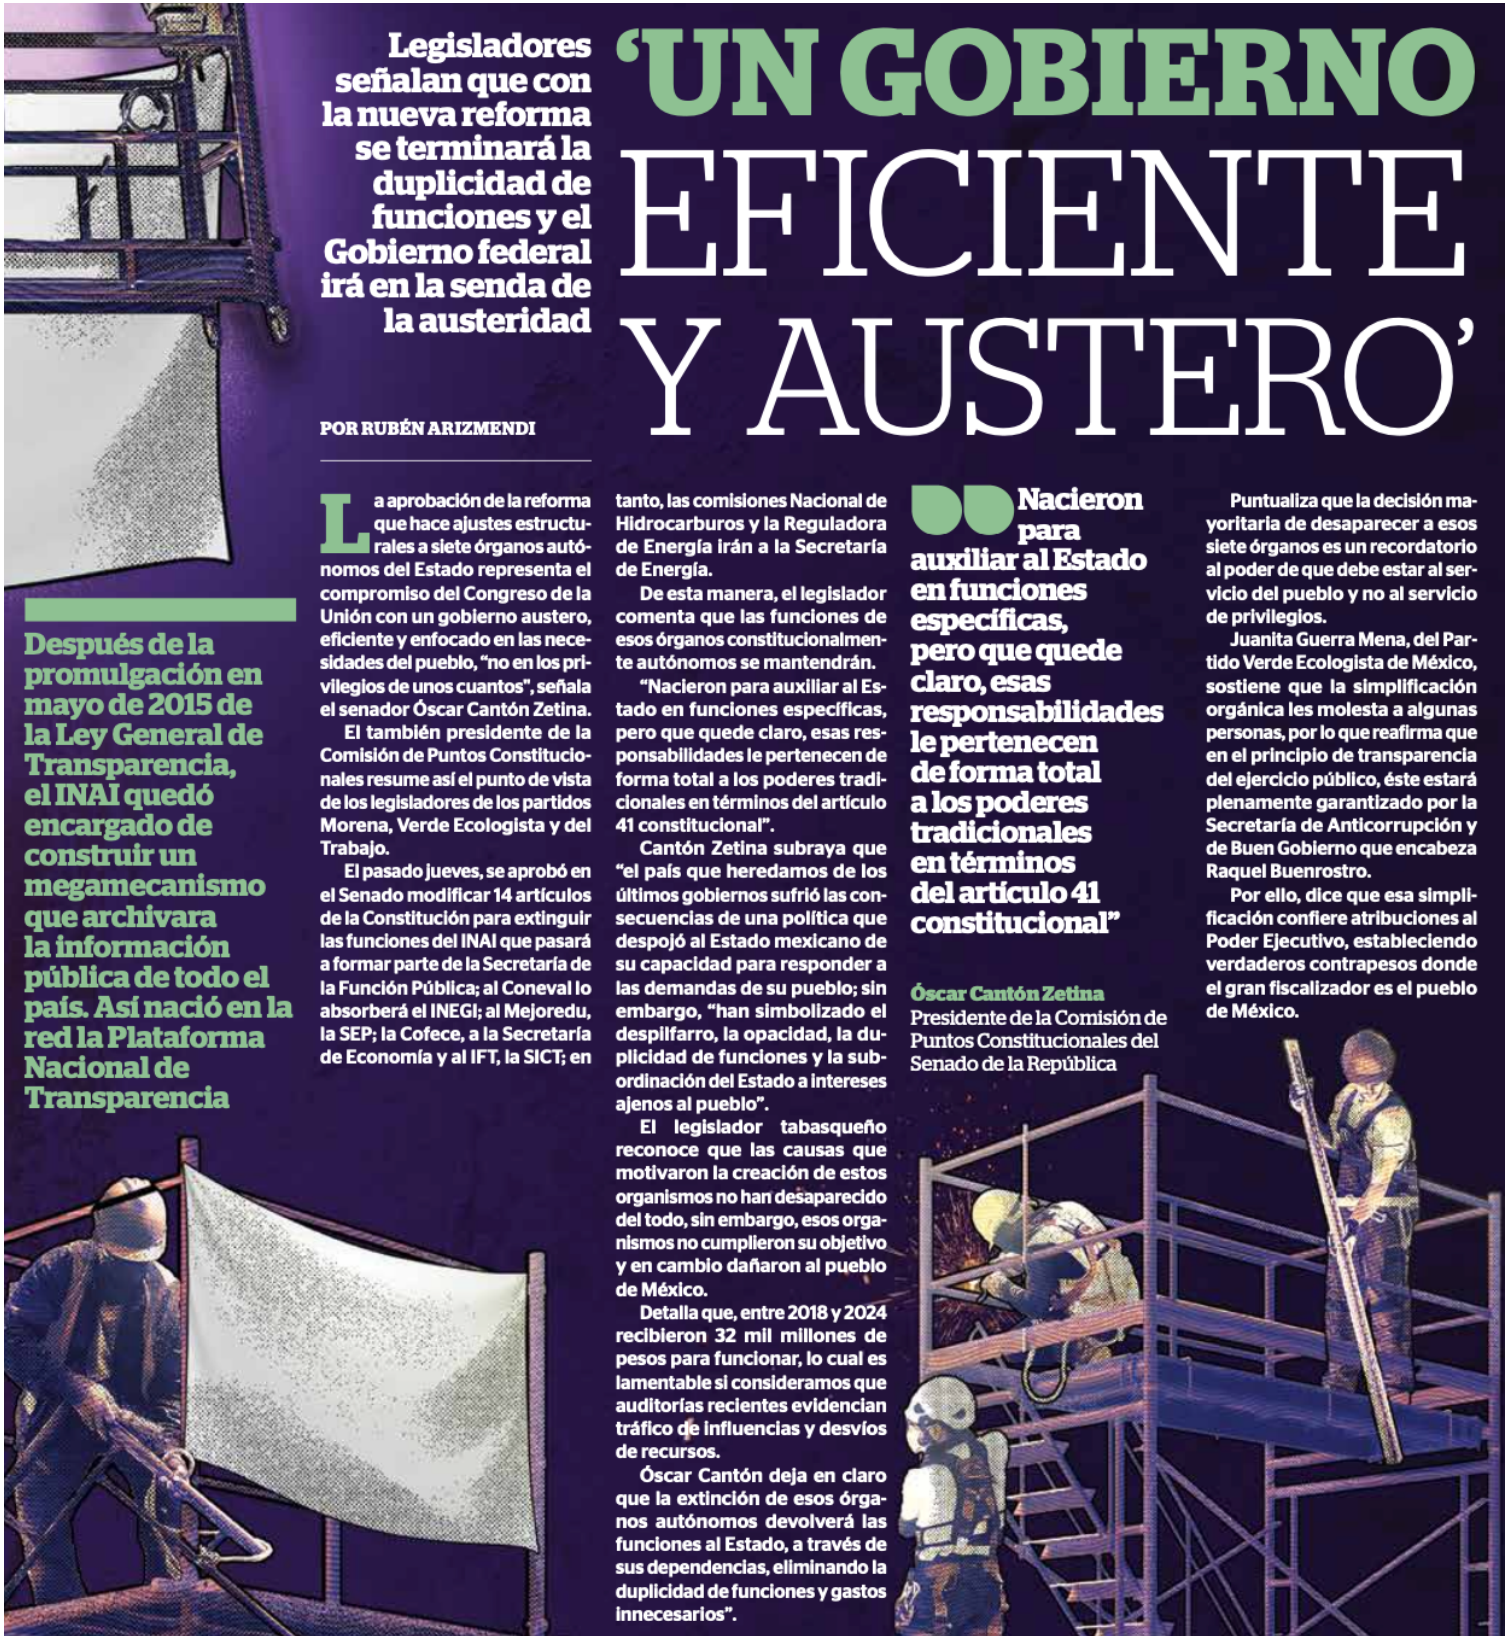 Legisladores
señalan que con
la nueva reforma
se terminará la
duplicidad de
funciones y el
Gobierno federal
irá en la senda de
la austeridad
‘UN GOBIERNO
EFICIENTE
Y AUSTERO’
POR RUBÉN ARIZMENDI
Después de la
promulgación en
mayo de 2015 de
la Ley General de
Transparencia,
el INAI quedó
encargado de
construir un
megamecanismo
que archivara
la información
pública de todo el
país. Así nació en la
red la Plataforma
Nacional de
Transparencia
La aprobación de la reforma
que hace ajustes estructu-
rales a siete órganos autó-
nomos del Estado representa el
compromiso del Congreso de la
Unión con un gobierno austero,
eficiente y enfocado en las nece-
sidades del pueblo, “no en los pri-
vilegios de unos cuantos", señala
el senador Óscar Cantón Zetina.
El también presidente de la
Comisión de Puntos Constitucio-
nales resume así el punto de vista
de los legisladores de los partidos
Morena, Verde Ecologista y del
Trabajo.
El pasado jueves, se aprobó en
el Senado modificar 14 artículos
de la Constitución para extinguir
las funciones del INAI que pasará
a formar parte de la Secretaría de
la Función Pública; al Coneval lo
absorberá el INEGI; al Mejoredu,
la SEP; la Cofece, a la Secretaría
de Economía y al IFT, la SICT; en
tanto, las comisiones Nacional de
Hidrocarburos y la Reguladora
de Energía irán a la Secretaría
de Energía.
De esta manera, el legislador
comenta que las funciones de
esos órganos constitucionalmen-
te autónomos se mantendrán.
“Nacieron para auxiliar al Es-
tado en funciones específicas,
pero que quede claro, esas res-
ponsabilidades le pertenecen de
forma total a los poderes tradi-
cionales en términos del artículo
41 constitucional”.
Cantón Zetina subraya que
“el país que heredamos de los
últimos gobiernos sufrió las con-
secuencias de una política que
despojó al Estado mexicano de
su capacidad para responder a
las demandas de su pueblo; sin
embargo, “han simbolizado el
despilfarro, la opacidad, la du-
plicidad de funciones y la sub-
ordinación del Estado a intereses
ajenos al pueblo”.
El legislador tabasqueño
reconoce que las causas que
motivaron la creación de estos
organismos no han desaparecido
del todo, sin embargo, esos orga-
nismos no cumplieron su objetivo
y en cambio dañaron al pueblo
de México.
Detalla que, entre 2018 y 2024
recibieron 32 mil millones de
pesos para funcionar, lo cual es
lamentable si consideramos que
auditorías recientes evidencian
tráfico de influencias y desvíos
de recursos.
Óscar Cantón deja en claro
que la extinción de esos órga-
nos autónomos devolverá las
funciones al Estado, a través de
sus dependencias, eliminando la
duplicidad de funciones y gastos
innecesarios”.
Nacieron
para
auxiliar al Estado
en funciones
específicas,
pero que quede
claro, esas
responsabilidades
le pertenecen
de forma total
a los poderes
tradicionales
en términos
del artículo 41
constitucional”
Óscar Cantón Zetina
Presidente de la Comisión de
Puntos Constitucionales del
Senado de la República
Puntualiza que la decisión ma-
yoritaria de desaparecer a esos
siete órganos es un recordatorio
al poder de que debe estar al ser-
vicio del pueblo y no al servicio
de privilegios.
Juanita Guerra Mena, del Par-
tido Verde Ecologista de México,
sostiene que la simplificación
orgánica les molesta a algunas
personas, por lo que reafirma que
en el principio de transparencia
del ejercicio público, éste estará
plenamente garantizado por la
Secretaría de Anticorrupción y
de Buen Gobierno que encabeza
Raquel Buenrostro.
Por ello, dice que esa simpli-
ficación confiere atribuciones al
Poder Ejecutivo, estableciendo
verdaderos contrapesos donde
el gran fiscalizador es el pueblo
de México.